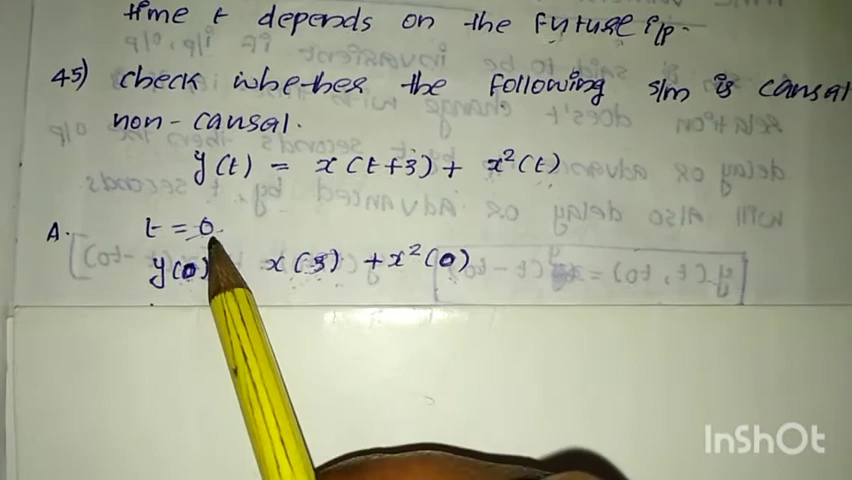 time t depends on the future i/p.
45) check whether the following s/m is causal
non-causal.
y(t) = x(t+3) + x²(t)
A. t = 0
y(0) x(3) + x²(0)
InShOt